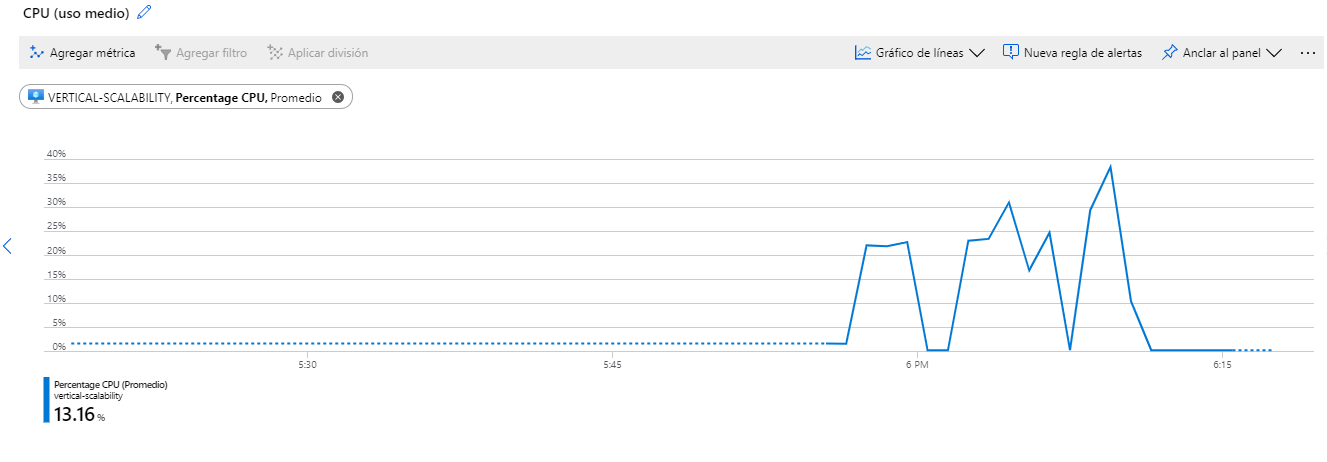 CPU (uso medio)
Agregar métrica Agregar filtro Aplicar división Gráfico de líneas Nueva regla de alertas Anclar al panel ...
VERTICAL-SCALABILITY, Percentage CPU, Promedio
40%
35%
30%
25%
20%
15%
10%
5%
0%
5:30 5:45 6 PM 6:15
Percentage CPU (Promedio)
vertical-scalability
13.16 %